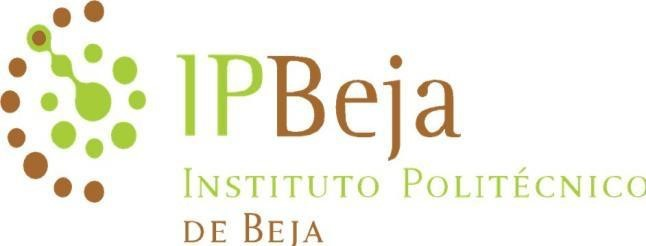 IPBeja
INSTITUTO POLITÉCNICO
DE BEJA